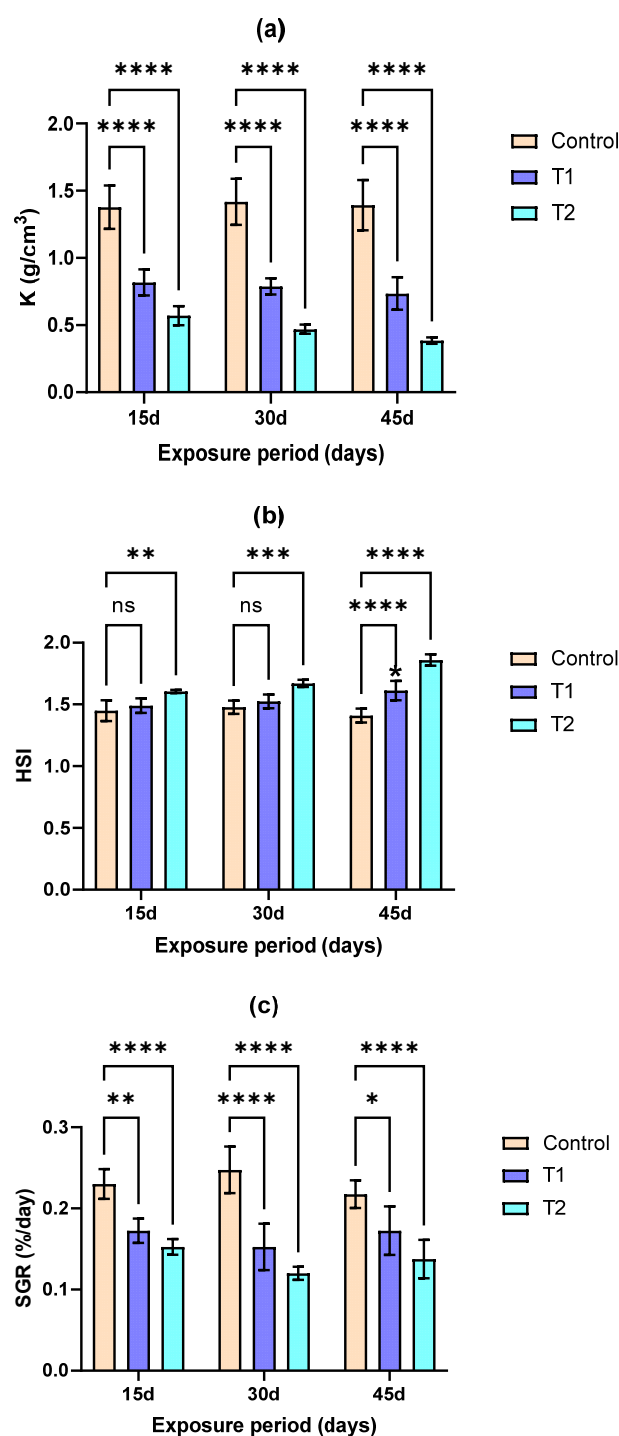 (a)
**** **** ****
**** **** ****
2.0
1.5
1.0
0.5
0.0
K (g/cm³)
15d 30d 45d
Exposure period (days)
Control
T1
T2
(b)
** *** ****
ns ns ****
*
2.0
1.5
1.0
0.5
0.0
HSI
15d 30d 45d
Exposure period (days)
Control
T1
T2
(c)
**** **** ****
** **** *
0.3
0.2
0.1
0.0
SGR (%/day)
15d 30d 45d
Exposure period (days)
Control
T1
T2